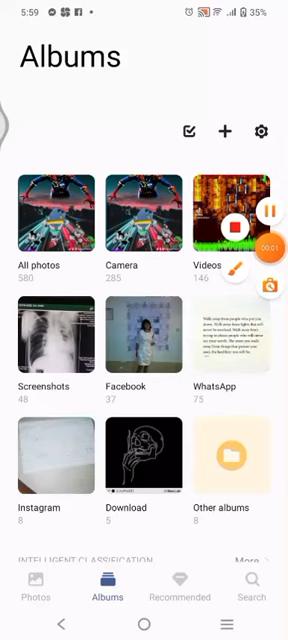 5:59
35%
Albums
All photos
580
Camera
285
Videos
146
00:01
Screenshots
48
Facebook
37
WhatsApp
75
Instagram
8
Download
5
Other albums
8
INTELLIGENT CLASSIFICATION More
Photos
Albums
Recommended
Search